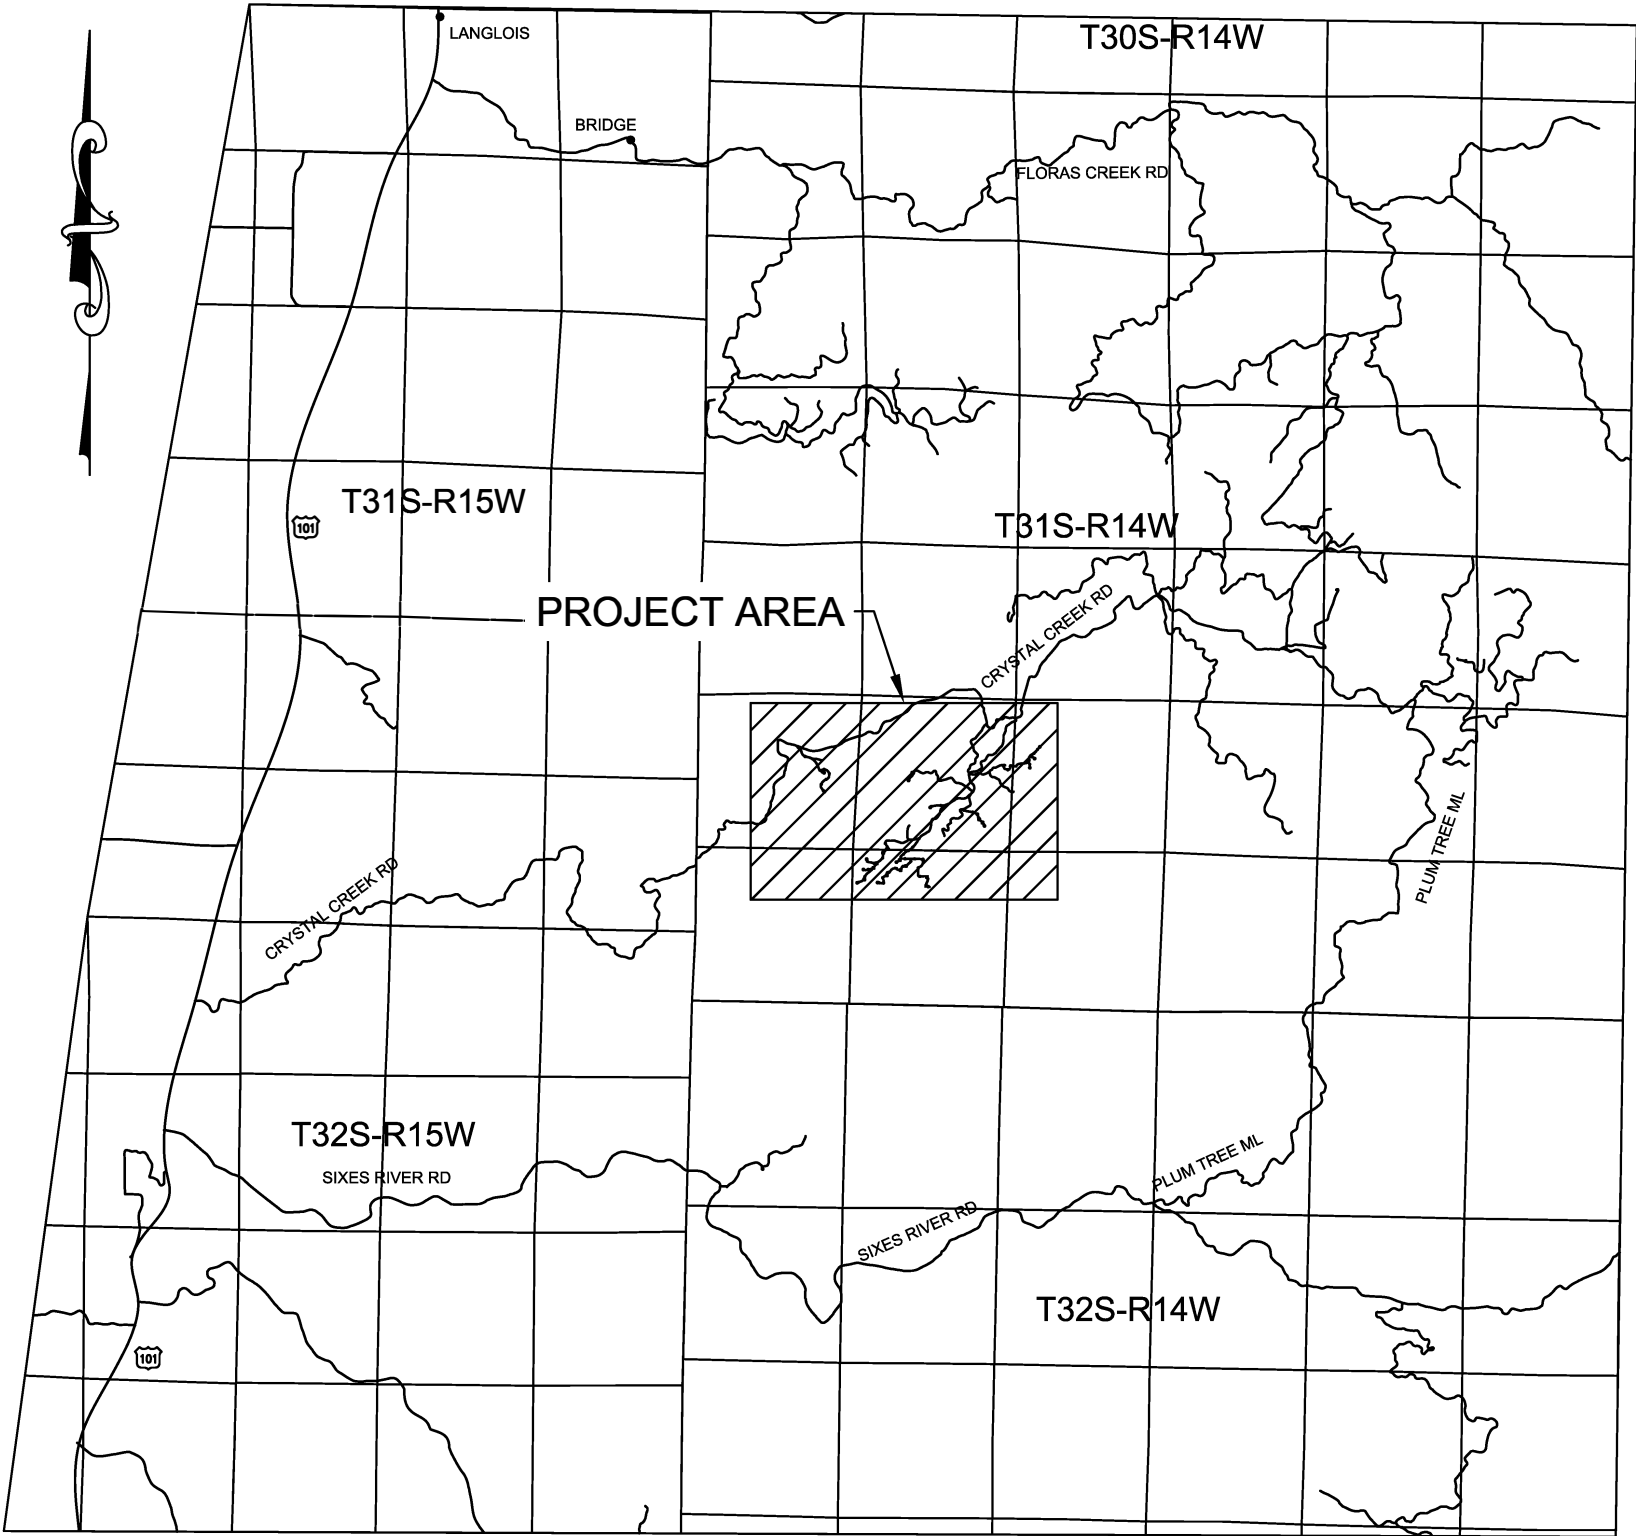 LANGLOIS
T30S-R14W
BRIDGE
FLORAS CREEK RD
T31S-R15W
101
T31S-R14W
PROJECT AREA
CRYSTAL CREEK RD
PLUM TREE ML
CRYSTAL CREEK RD
T32S-R15W
SIXES RIVER RD
PLUM TREE ML
SIXES RIVER RD
T32S-R14W
101